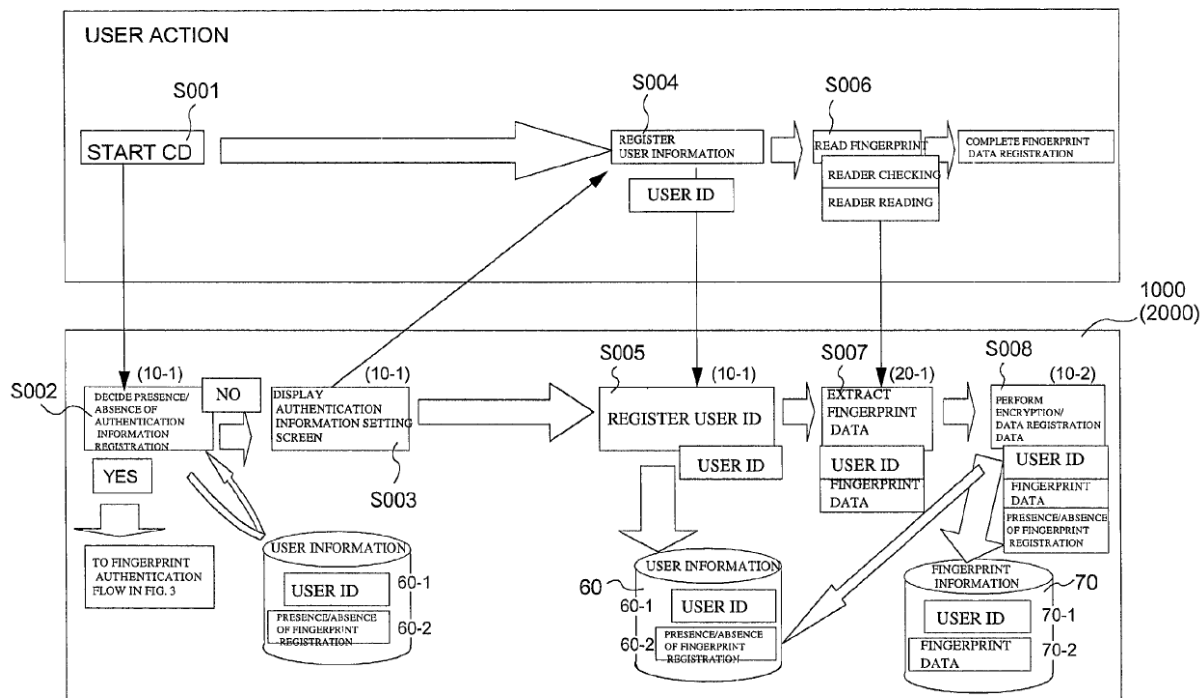 USER ACTION
S001
START CD
S004
REGISTER
USER INFORMATION
USER ID
S006
READ FINGERPRINT
READER CHECKING
READER READING
COMPLETE FINGERPRINT
DATA REGISTRATION
1000
(2000)
S002
(10-1)
DECIDE PRESENCE/
ABSENCE OF
AUTHENTICATION
INFORMATION
REGISTRATION
NO
YES
TO FINGERPRINT
AUTHENTICATION
FLOW IN FIG. 3
(10-1)
DISPLAY
AUTHENTICATION
INFORMATION SETTING
SCREEN
S003
USER INFORMATION
USER ID
60-1
PRESENCE/ABSENCE
OF FINGERPRINT
REGISTRATION
60-2
S005
(10-1)
REGISTER USER ID
USER ID
S007
(20-1)
EXTRACT
FINGERPRINT
DATA
USER ID
FINGERPRINT
DATA
S008
(10-2)
PERFORM
ENCRYPTION/
DATA REGISTRATION
DATA
USER ID
FINGERPRINT
DATA
PRESENCE/ABSENCE
OF FINGERPRINT
REGISTRATION
60
USER INFORMATION
60-1
USER ID
60-2
PRESENCE/ABSENCE
OF FINGERPRINT
REGISTRATION
FINGERPRINT
INFORMATION
70
USER ID
70-1
FINGERPRINT
DATA
70-2